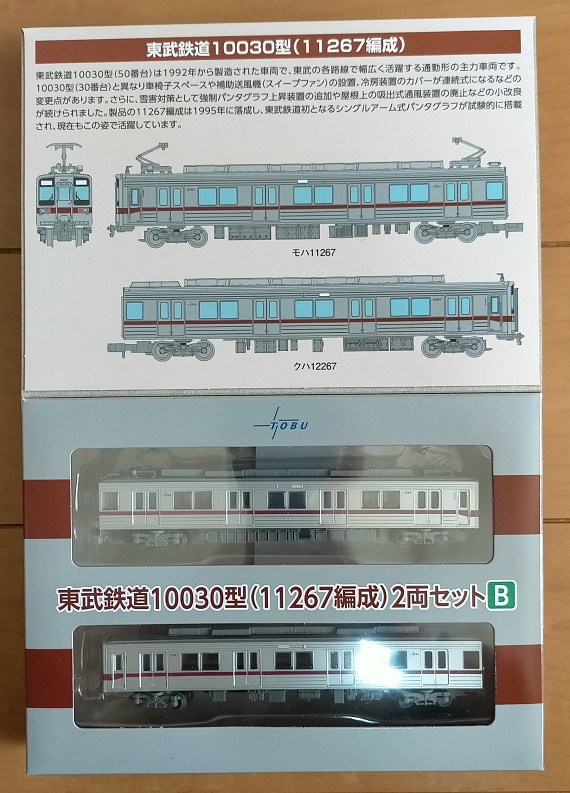 東武鉄道10030型（11267編成）
東武鉄道10030型(50番台)は1992年から製造された車両で、東武の各路線で幅広く活躍する通勤形の主力車両です。
10030型(30番台)と異なり車椅子スペースや補助送風機(スイープファン)の設置、冷房装置のカバーが連続式になるなどの
変更点があります。さらに、雪害対策として強制パンタグラフ上昇装置の追加や屋根上の吸出式通風装置の廃止などの小改良
が続けられました。製品の11267編成は1995年に落成し、東武鉄道初となるシングルアーム式パンタグラフが試験的に搭載
され、現在もこの姿で活躍しています。
モハ11267
クハ12267
TOBU
東武鉄道10030型（11267編成）2両セット B